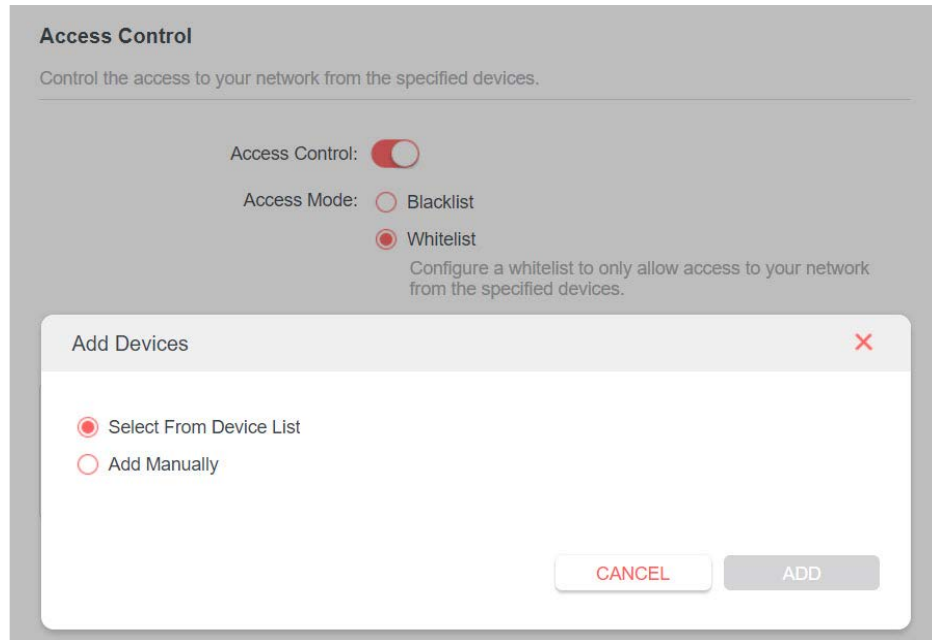 Access Control
Control the access to your network from the specified devices.
Access Control:
Access Mode:
Blacklist
Whitelist
Configure a whitelist to only allow access to your network
from the specified devices.
Add Devices
Select From Device List
Add Manually
CANCEL
ADD